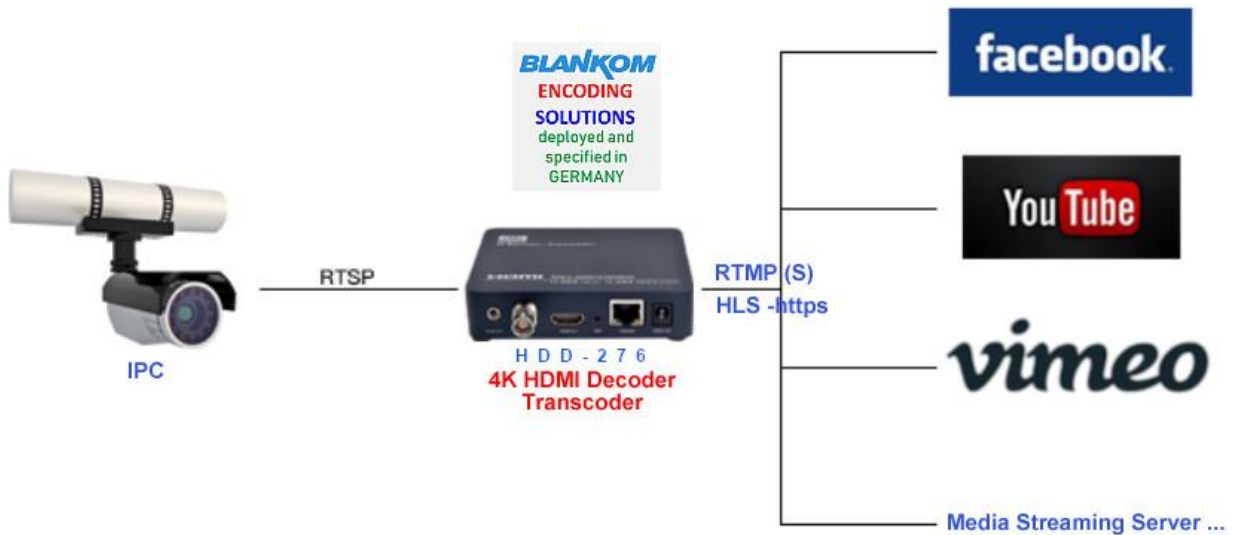 BLANKOM
ENCODING
SOLUTIONS
deployed and
specified in
GERMANY
facebook.
You Tube
vimeo
IPC
RTSP
HDMI
H D D - 2 7 6
4K HDMI Decoder
Transcoder
RTMP (S)
HLS -https
Media Streaming Server ...